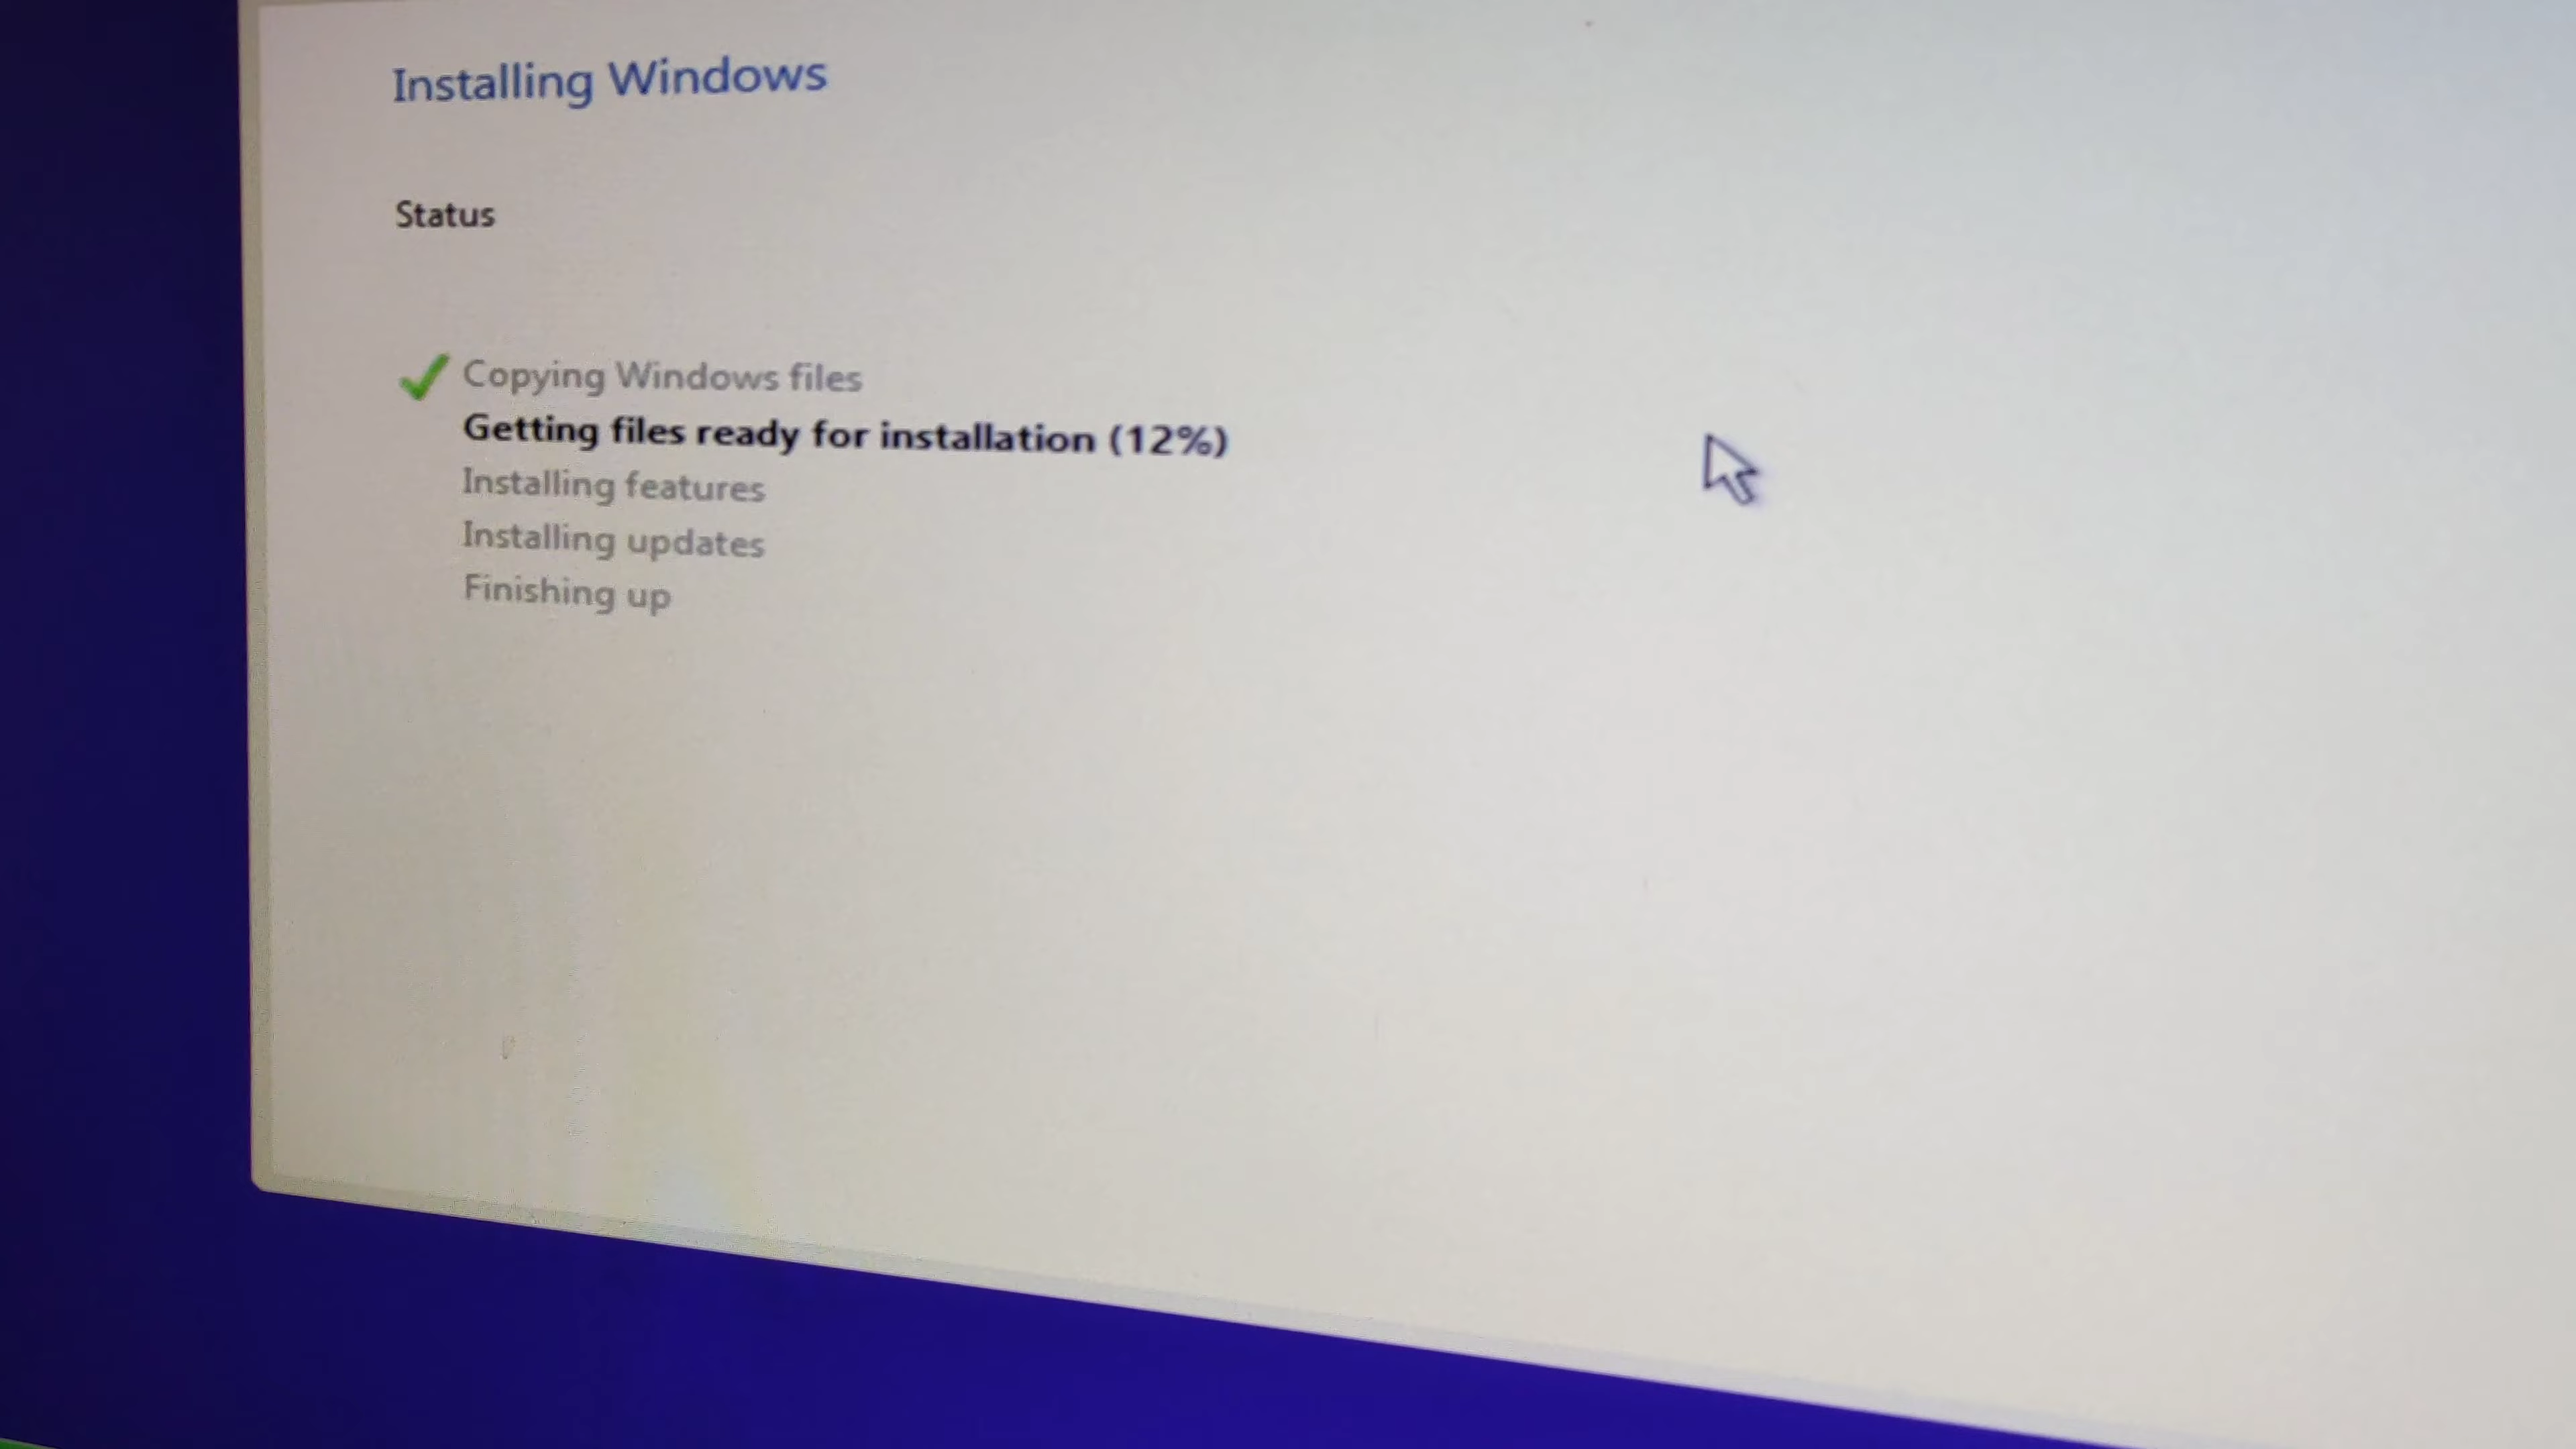 Installing Windows
Status
Copying Windows files
Getting files ready for installation (12%)
Installing features
Installing updates
Finishing up